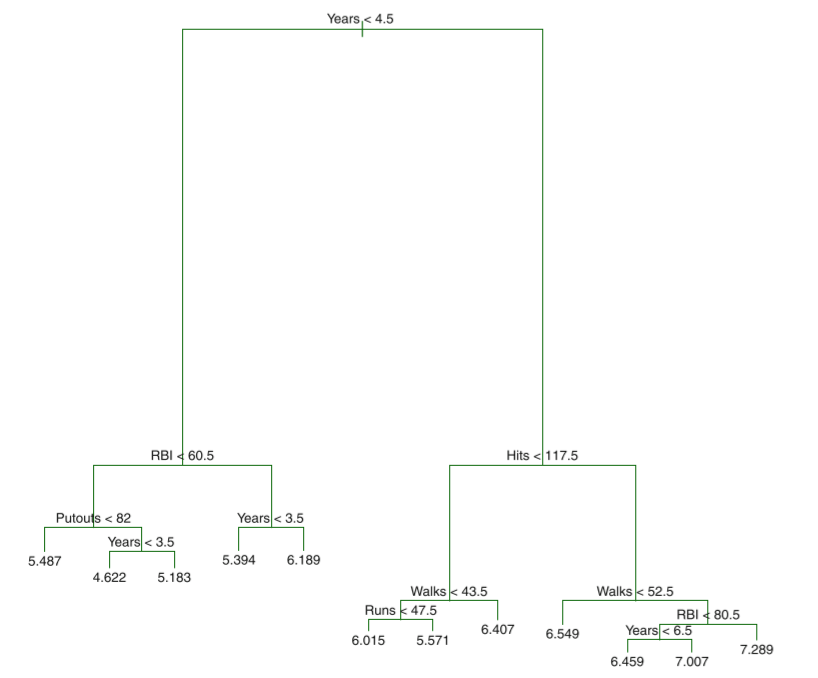 Years < 4.5
RBI < 60.5
Hits < 117.5
Putouts < 82
Years < 3.5
Years < 3.5
5.487
4.622
5.183
5.394
6.189
Walks < 43.5
Walks < 52.5
Runs < 47.5
RBI < 80.5
6.015
5.571
6.407
6.549
Years < 6.5
6.459
7.007
7.289